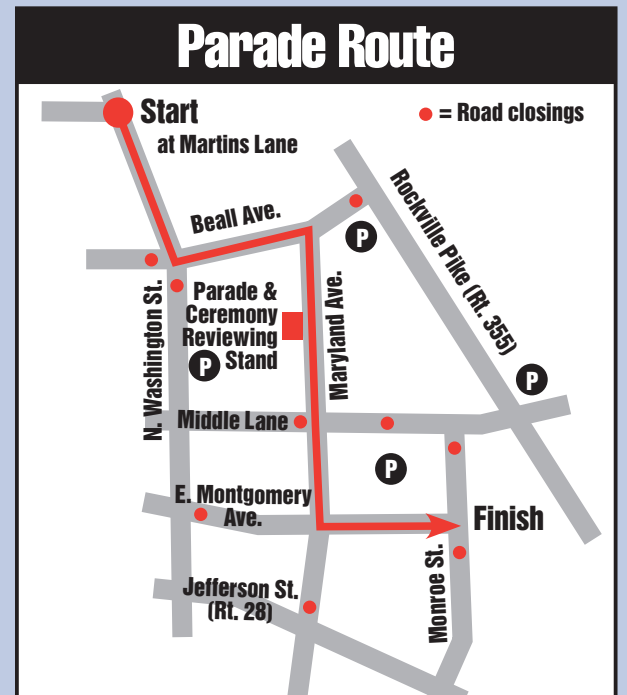 Parade Route
Start
at Martins Lane
= Road closings
Beall Ave.
Rockville Pike (Rt. 355)
P
N. Washington St.
Parade &
Ceremony
Reviewing
Stand
Maryland Ave.
P
P
Middle Lane
P
E. Montgomery
Ave.
Finish
Monroe St.
Jefferson St.
(Rt. 28)